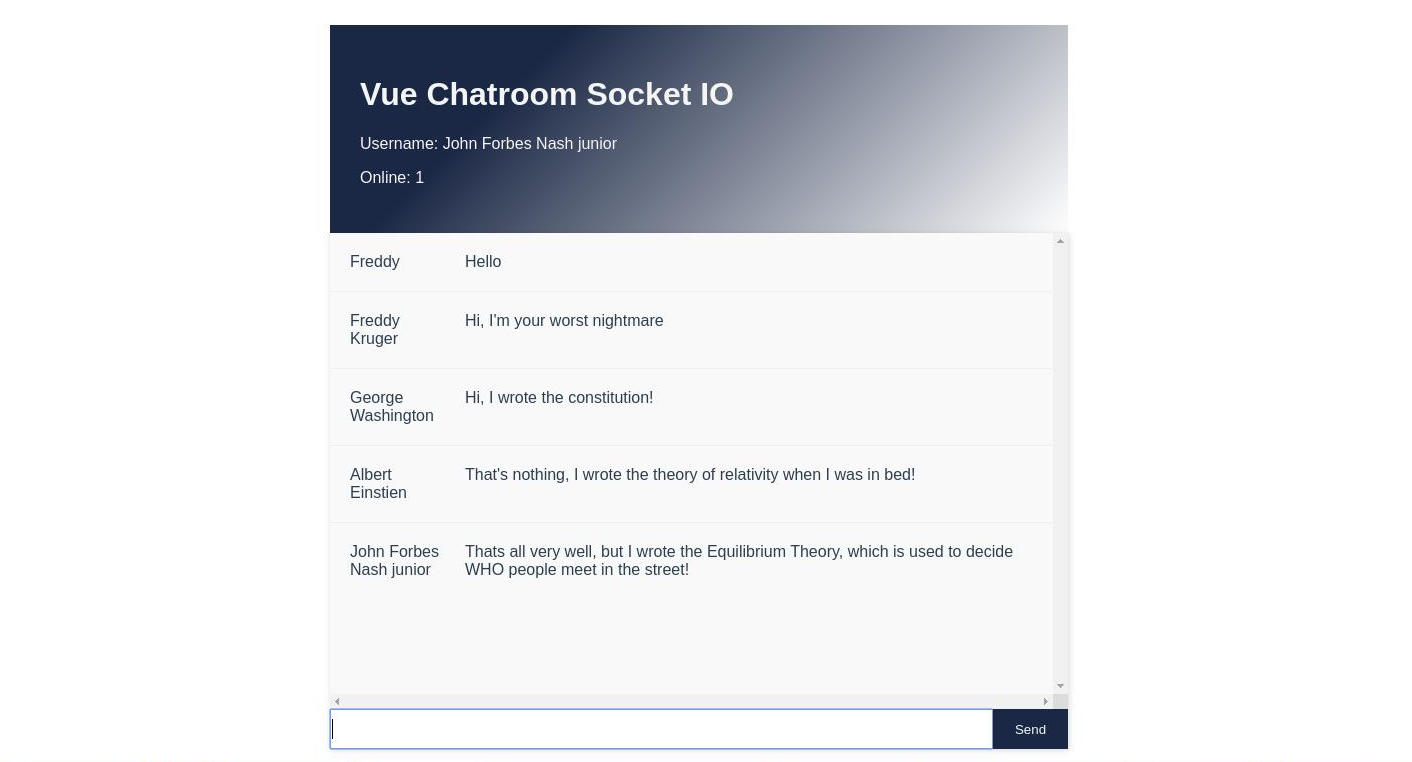 Vue Chatroom Socket IO
Username: John Forbes Nash junior
Online: 1
Freddy
Hello
Freddy
Kruger
Hi, I'm your worst nightmare
George
Washington
Hi, I wrote the constitution!
Albert
Einstien
That's nothing, I wrote the theory of relativity when I was in bed!
John Forbes
Nash junior
Thats all very well, but I wrote the Equilibrium Theory, which is used to decide
WHO people meet in the street!
Send